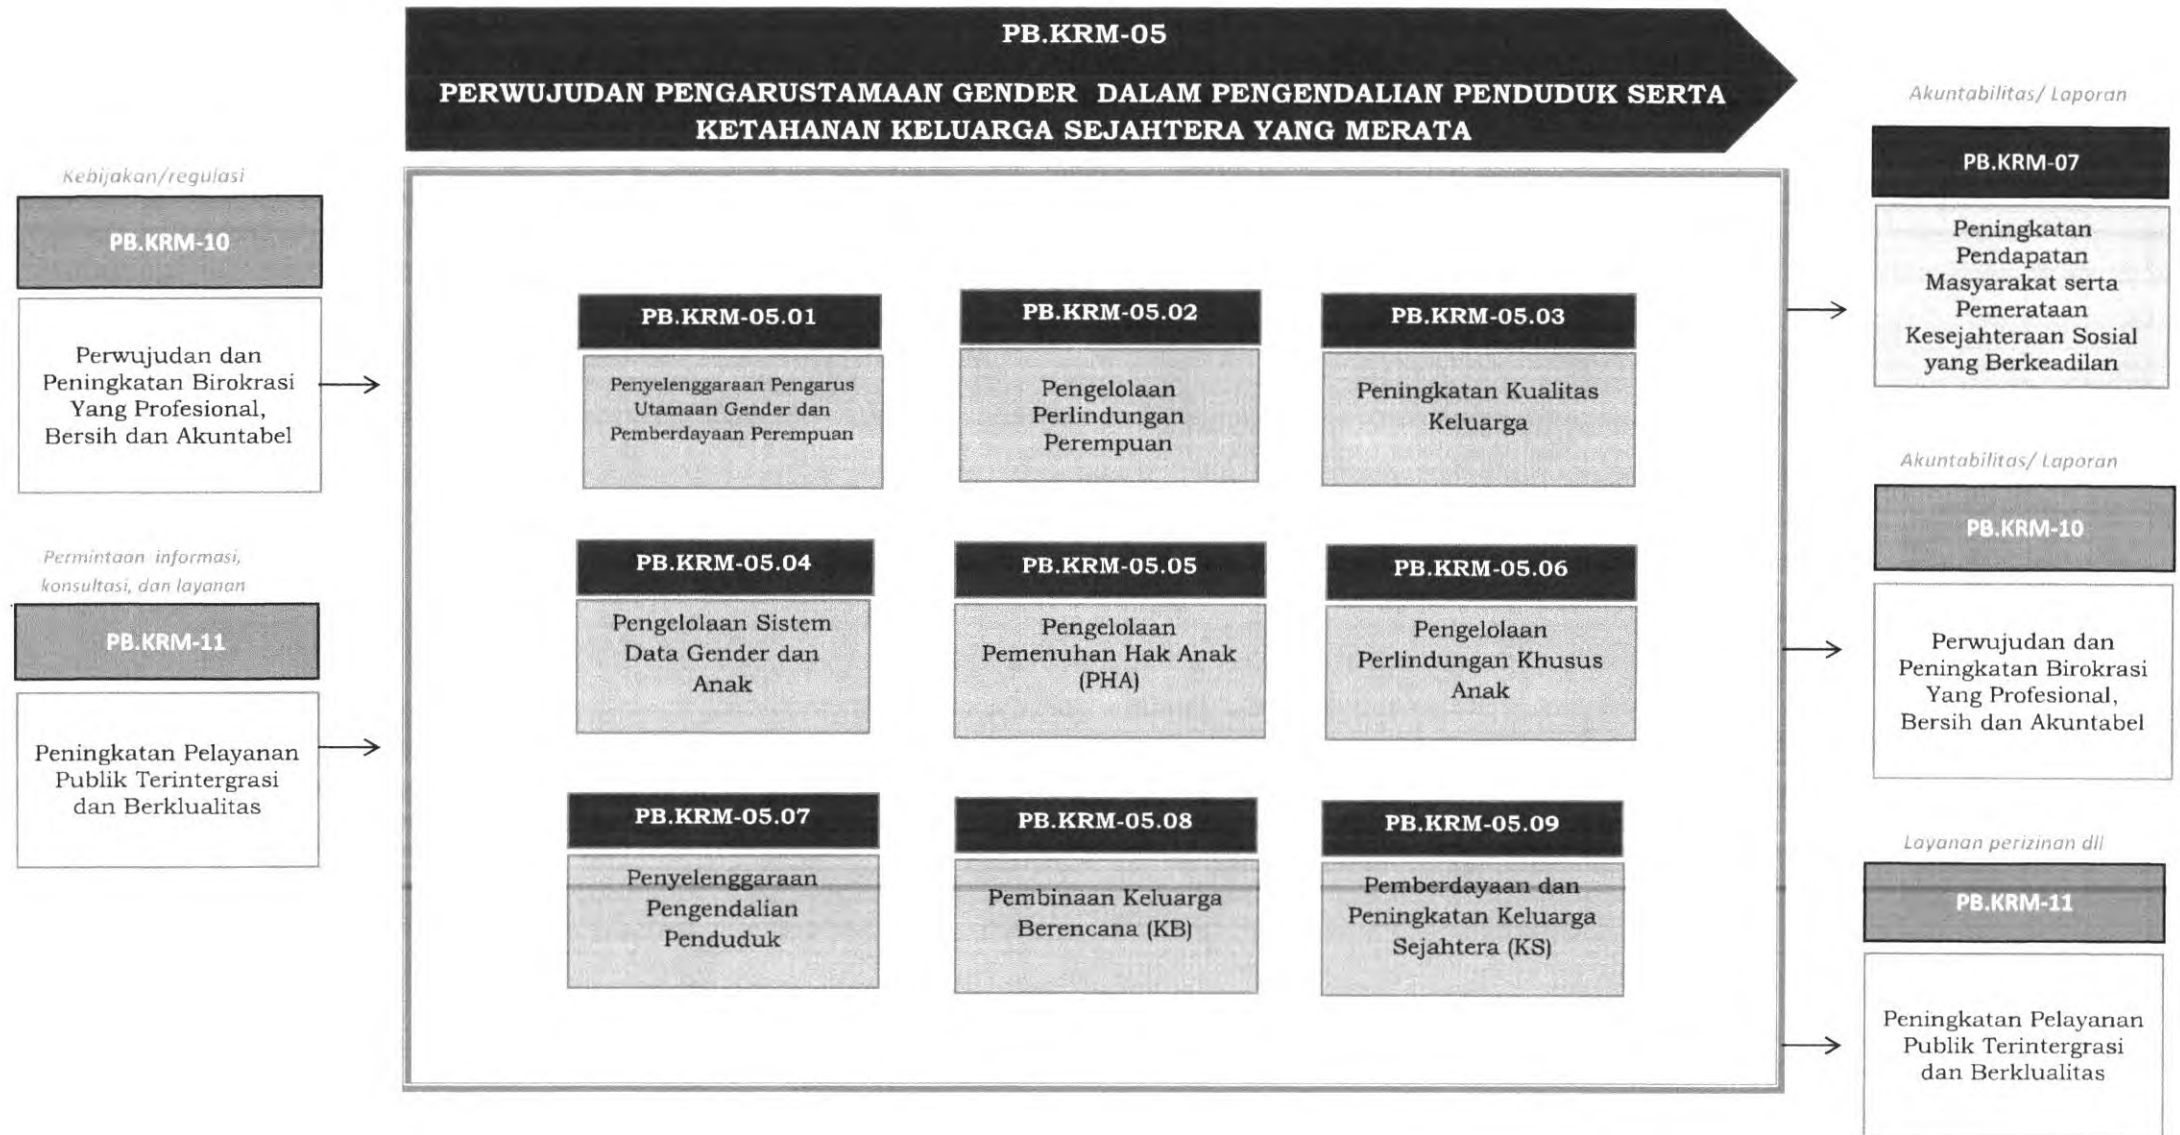 PB.KRM-05
PERWUJUDAN PENGARUSTAMAAN GENDER DALAM PENGENDALIAN PENDUDUK SERTA
KETAHANAN KELUARGA SEJAHTERA YANG MERATA
Kebijakan/regulasi
PB.KRM-10
Perwujudan dan
Peningkatan Birokrasi
Yang Profesional,
Bersih dan Akuntabel
Permintaan informasi,
konsultasi, dan layanan
PB.KRM-11
Peningkatan Pelayanan
Publik Terintergrasi
dan Berklualitas
PB.KRM-05.01
Penyelenggaraan Pengarus
Utamaan Gender dan
Pemberdayaan Perempuan
PB.KRM-05.02
Pengelolaan
Perlindungan
Perempuan
PB.KRM-05.03
Peningkatan Kualitas
Keluarga
PB.KRM-05.04
Pengelolaan Sistem
Data Gender dan
Anak
PB.KRM-05.05
Pengelolaan
Pemenuhan Hak Anak
(PHA)
PB.KRM-05.06
Pengelolaan
Perlindungan Khusus
Anak
PB.KRM-05.07
Penyelenggaraan
Pengendalian
Penduduk
PB.KRM-05.08
Pembinaan Keluarga
Berencana (KB)
PB.KRM-05.09
Pemberdayaan dan
Peningkatan Keluarga
Sejahtera (KS)
Akuntabilitas/ Laporan
PB.KRM-07
Peningkatan
Pendapatan
Masyarakat serta
Pemerataan
Kesejahteraan Sosial
yang Berkeadilan
Akuntabilitas/ Laporan
PB.KRM-10
Perwujudan dan
Peningkatan Birokrasi
Yang Profesional,
Bersih dan Akuntabel
Layanan perizinan dll
PB.KRM-11
Peningkatan Pelayanan
Publik Terintergrasi
dan Berklualitas